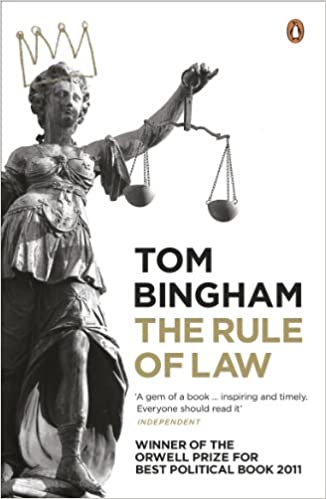 TOM
BINGHAM
THE RULE
OF LAW
‘A gem of a book ... inspiring and timely.
Everyone should read it’
INDEPENDENT
WINNER OF THE
ORWELL PRIZE FOR
BEST POLITICAL BOOK 2011